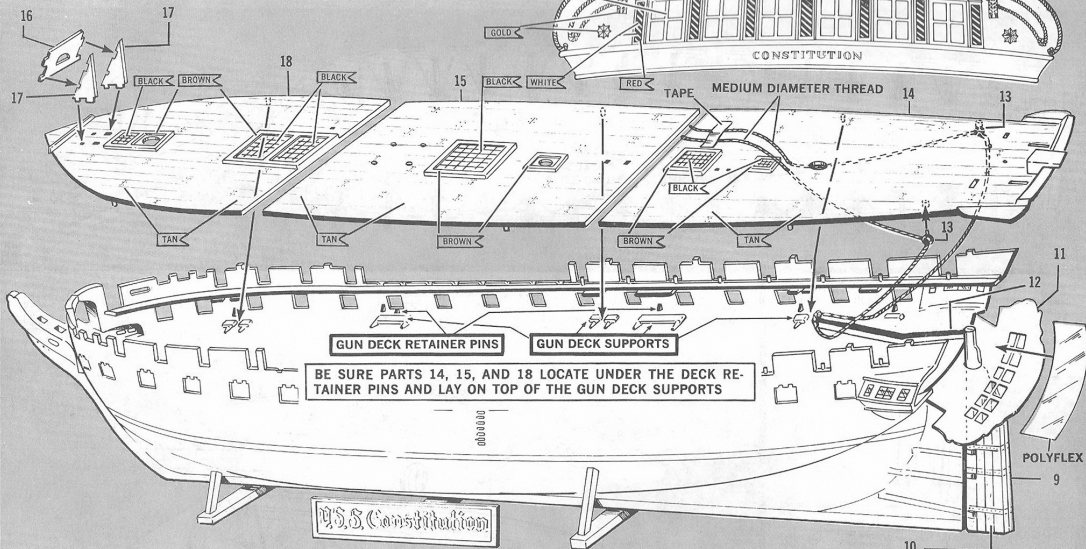 GOLD
CONSTITUTION
16
17
17
18
BLACK
BROWN
BLACK
15
BLACK
WHITE
RED
TAPE
MEDIUM DIAMETER THREAD
14
13
BLACK
TAN
TAN
BROWN
BROWN
TAN
13
11
12
GUN DECK RETAINER PINS
GUN DECK SUPPORTS
BE SURE PARTS 14, 15, AND 18 LOCATE UNDER THE DECK RE-
TAINER PINS AND LAY ON TOP OF THE GUN DECK SUPPORTS
POLYFLEX
9
U.S.S. Constitution
10